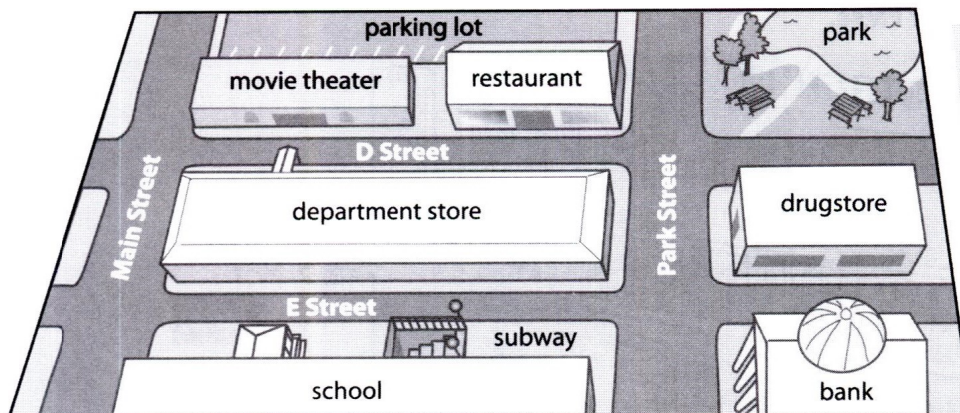 parking lot
park
movie theater
restaurant
D Street
Main Street
department store
Park Street
drugstore
E Street
subway
school
bank